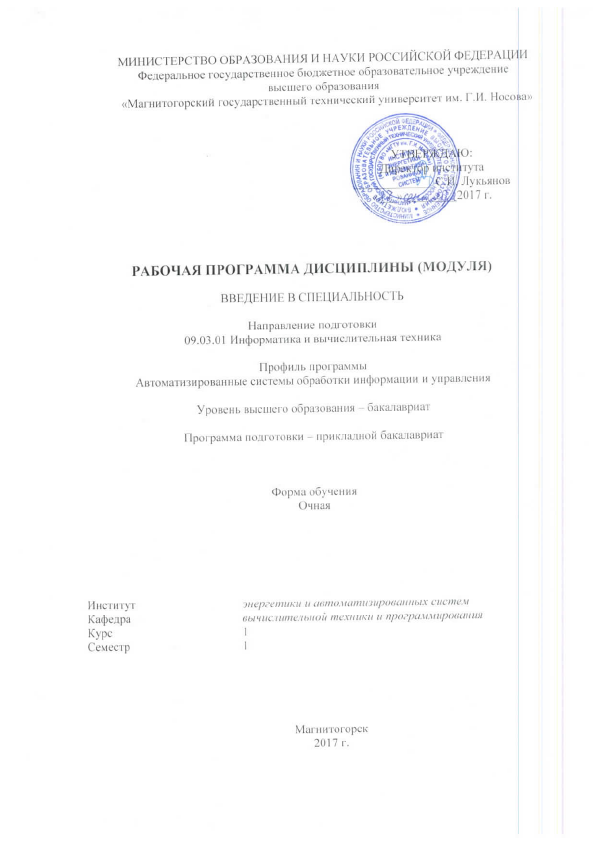 МИНИСТЕРСТВО ОБРАЗОВАНИЯ И НАУКИ РОССИЙСКОЙ ФЕДЕРАЦИИ
Федеральное государственное бюджетное образовательное учреждение
высшего образования
«Магнитогорский государственный технический университет им. Г.И. Носова»
УТВЕРЖДАЮ:
Директор института
С.И. Лукьянов
2017 г.
РАБОЧАЯ ПРОГРАММА ДИСЦИПЛИНЫ (МОДУЛЯ)
ВВЕДЕНИЕ В СПЕЦИАЛЬНОСТЬ
Направление подготовки
09.03.01 Информатика и вычислительная техника
Профиль программы
Автоматизированные системы обработки информации и управления
Уровень высшего образования – бакалавриат
Программа подготовки – прикладной бакалавриат
Форма обучения
Очная
Институт энергетики и автоматизированных систем
Кафедра вычислительной техники и программирования
Курс 1
Семестр 1
Магнитогорск
2017 г.